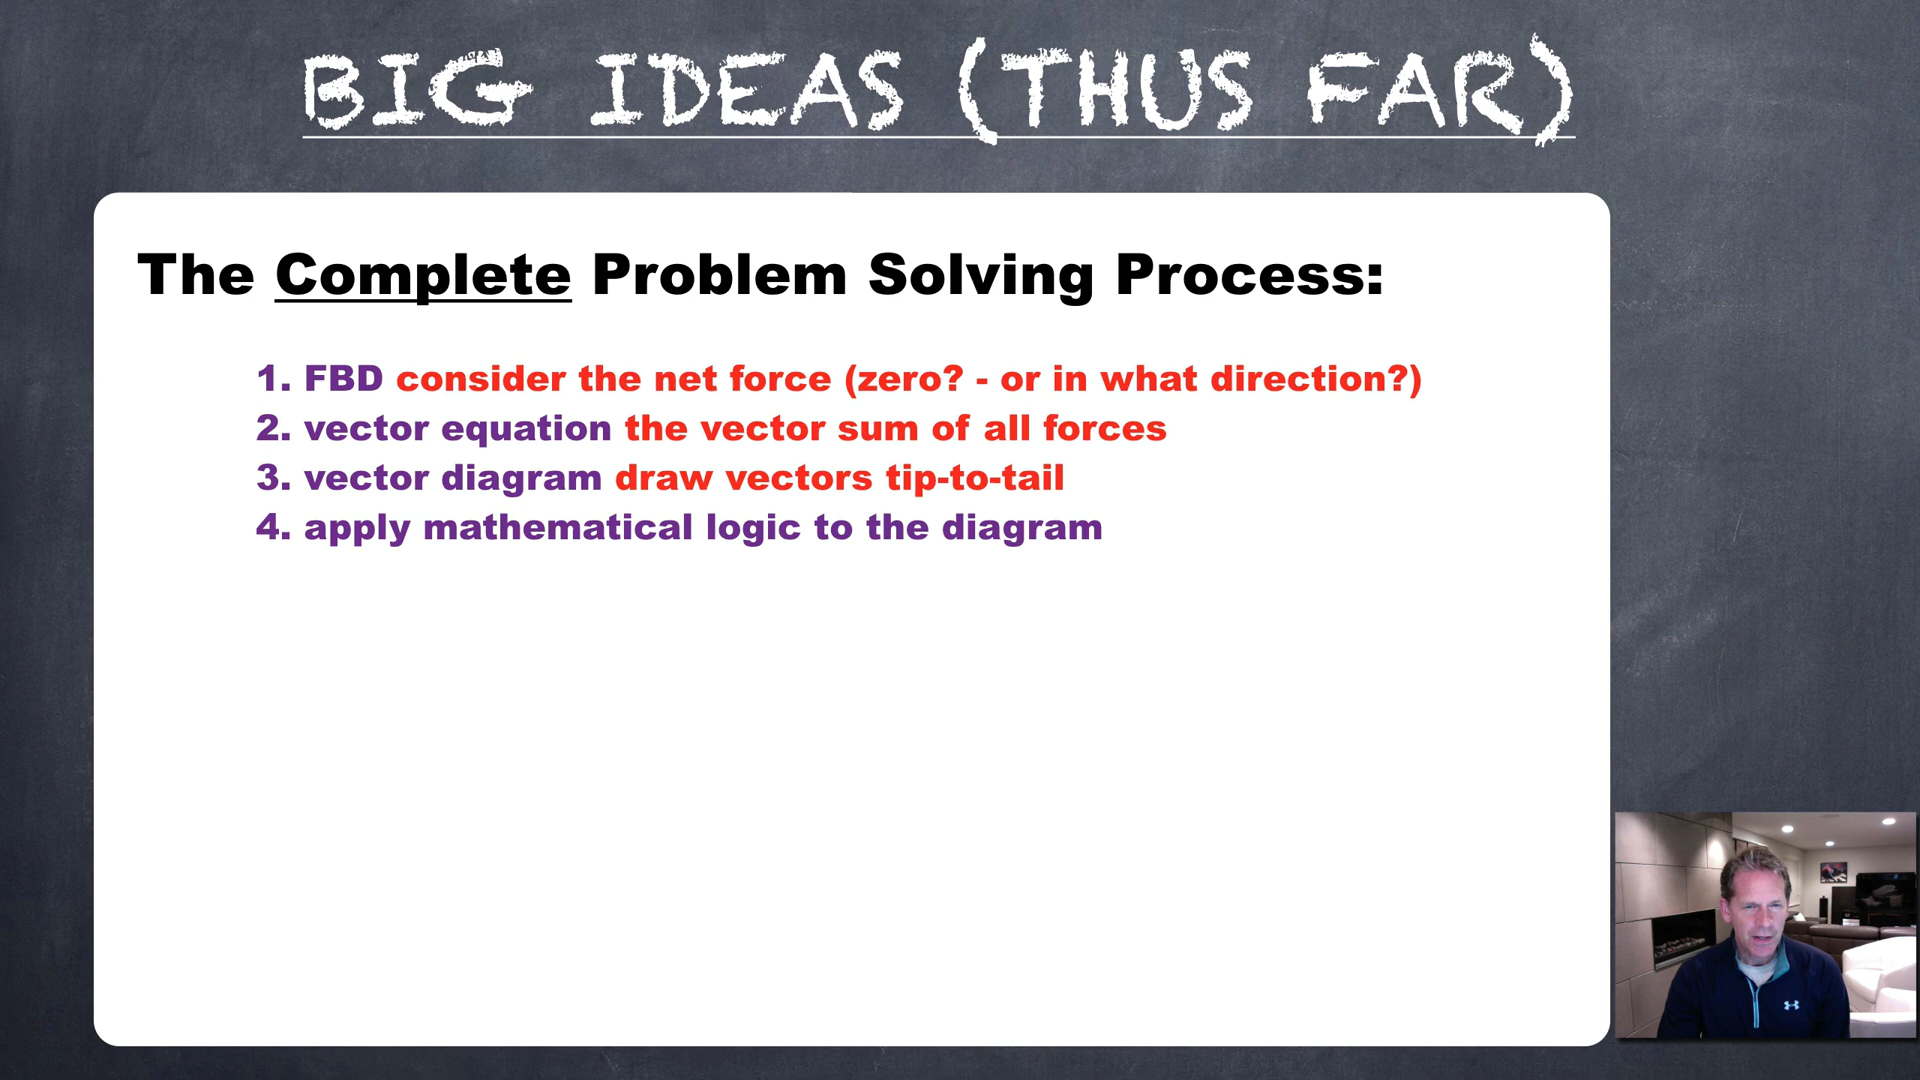 BIG IDEAS (THUS FAR)
The Complete Problem Solving Process:
1. FBD consider the net force (zero? - or in what direction?)
2. vector equation the vector sum of all forces
3. vector diagram draw vectors tip-to-tail
4. apply mathematical logic to the diagram